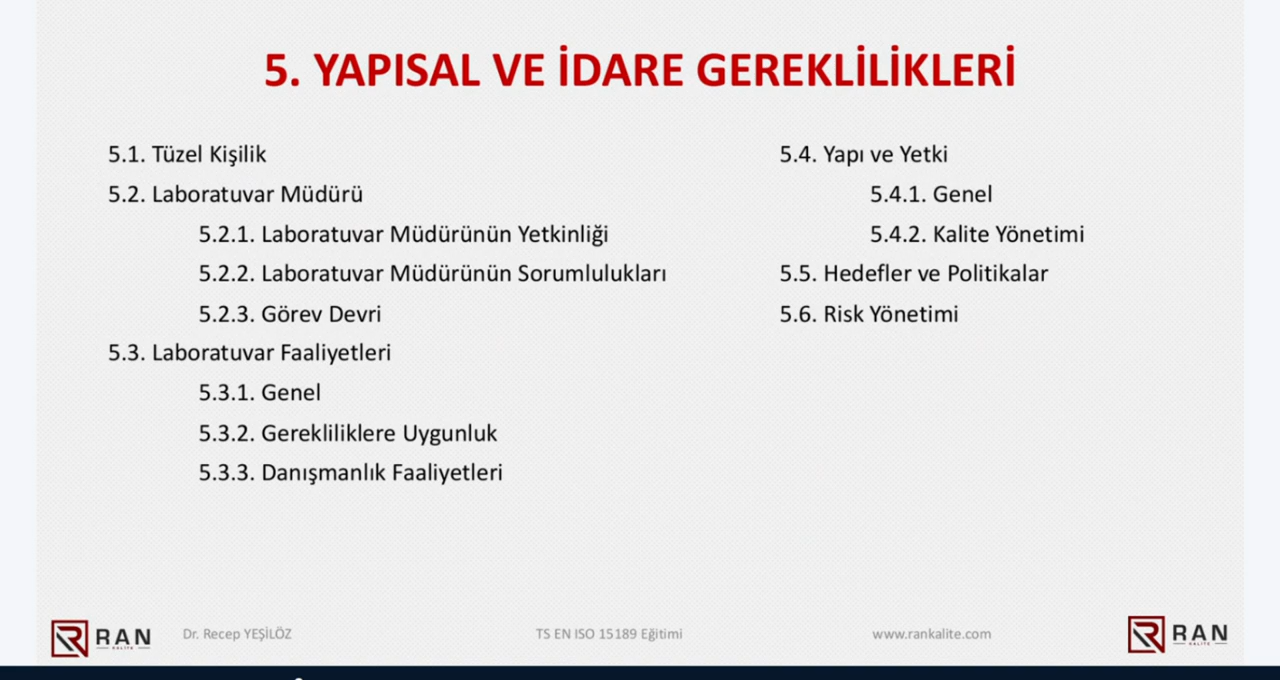 5. YAPISAL VE İDARE GEREKLİLİKLERİ
5.1. Tüzel Kişilik
5.2. Laboratuvar Müdürü
5.2.1. Laboratuvar Müdürünün Yetkinliği
5.2.2. Laboratuvar Müdürünün Sorumlulukları
5.2.3. Görev Devri
5.3. Laboratuvar Faaliyetleri
5.3.1. Genel
5.3.2. Gerekliliklere Uygunluk
5.3.3. Danışmanlık Faaliyetleri
5.4. Yapı ve Yetki
5.4.1. Genel
5.4.2. Kalite Yönetimi
5.5. Hedefler ve Politikalar
5.6. Risk Yönetimi
RAN
KALİTE
Dr. Recep YEŞİLÖZ
TS EN ISO 15189 Eğitimi
www.rankalite.com
RAN
KALİTE